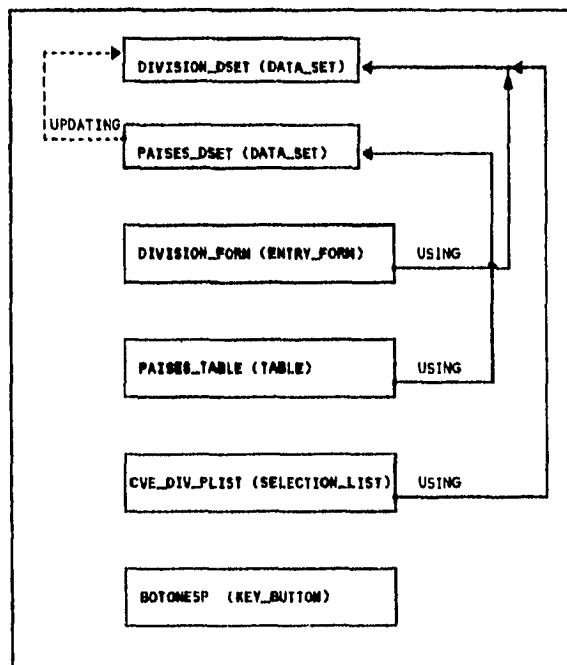 DIVISION_DSET (DATA_SET)
UPDATING
PAISES_DSET (DATA_SET)
DIVISION_FORM (ENTRY_FORM) USING
PAISES_TABLE (TABLE) USING
CVE_DIV_PLIST (SELECTION_LIST) USING
BOTONESP (KEY_BUTTON)